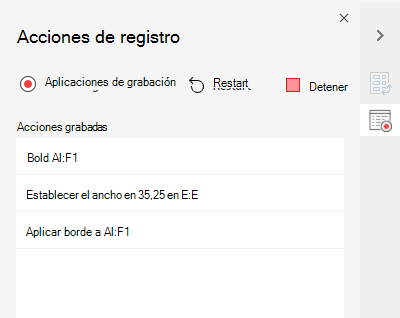 Acciones de registro
Aplicaciones de grabación Restart Detener
Acciones grabadas
Bold AI:F1
Establecer el ancho en 35,25 en E:E
Aplicar borde a AI:F1